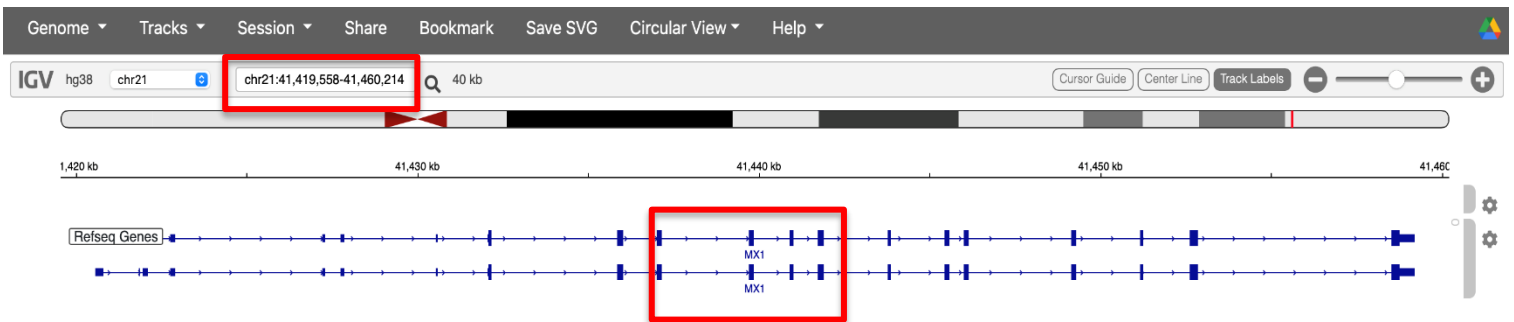 Genome Tracks Session Share Bookmark Save SVG Circular View Help
IGV hg38 chr21 chr21:41,419,558-41,460,214 40 kb Cursor Guide Center Line Track Labels
1,420 kb 41,430 kb 41,440 kb 41,450 kb 41,46
Refseq Genes
MX1
MX1